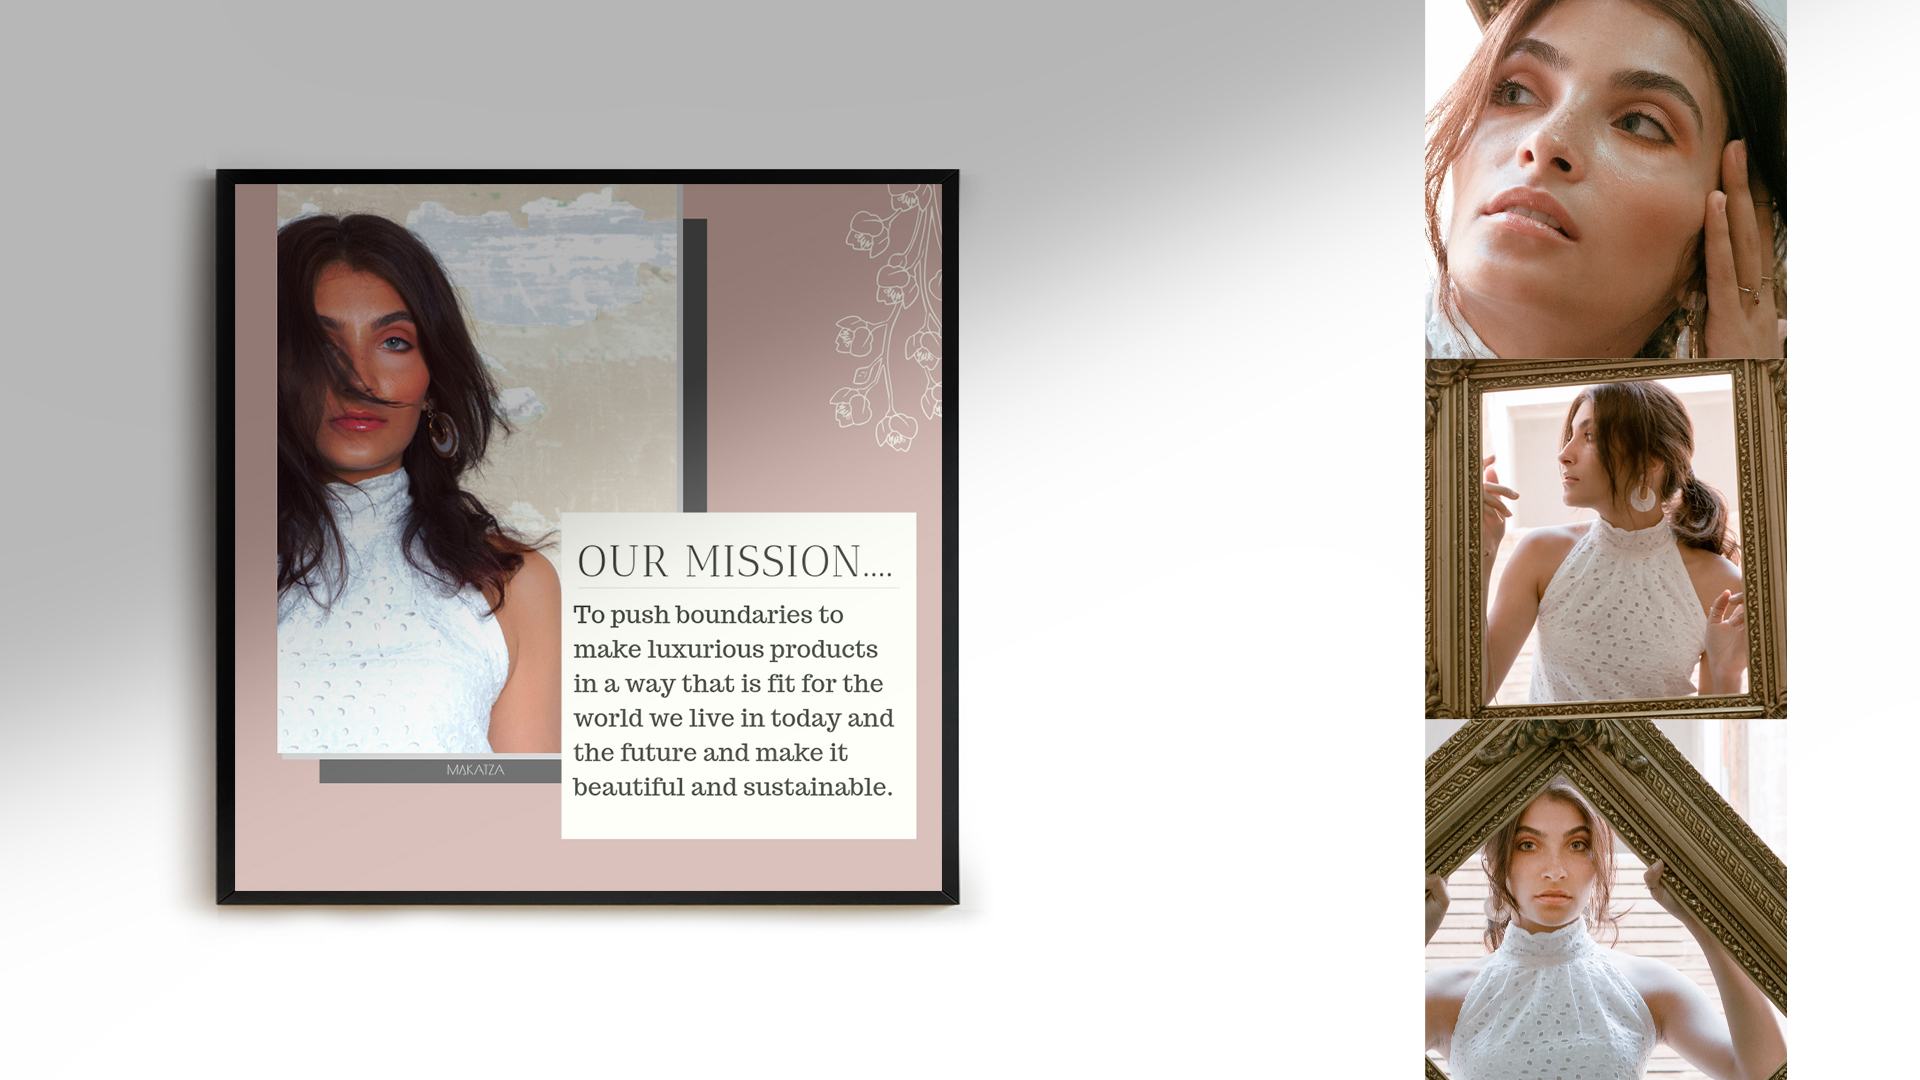 OUR MISSION....
To push boundaries to
make luxurious products
in a way that is fit for the
world we live in today and
the future and make it
beautiful and sustainable.
MAKATZA